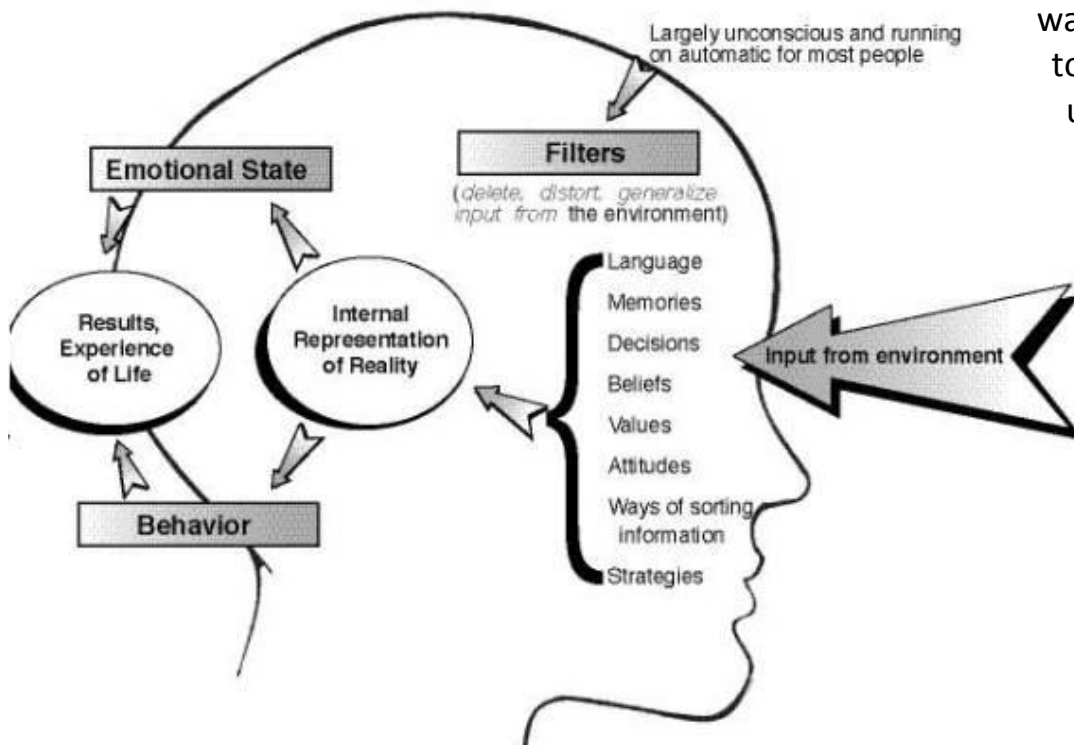 Largely unconscious and running
on automatic for most people
Filters
(delete, distort, generalize
input from the environment)
Language
Memories
Decisions
Beliefs
Values
Attitudes
Ways of sorting
information
Strategies
Input from environment
Internal
Representation
of Reality
Emotional State
Behavior
Results,
Experience
of Life